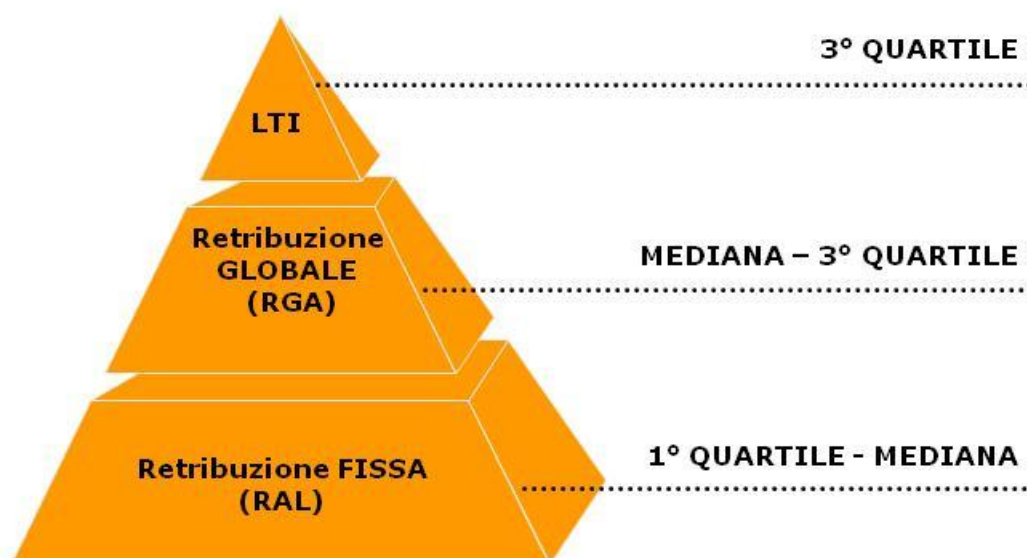 3° QUARTILE
LTI
Retribuzione
GLOBALE
(RGA)
MEDIANA – 3° QUARTILE
Retribuzione FISSA
(RAL)
1° QUARTILE - MEDIANA